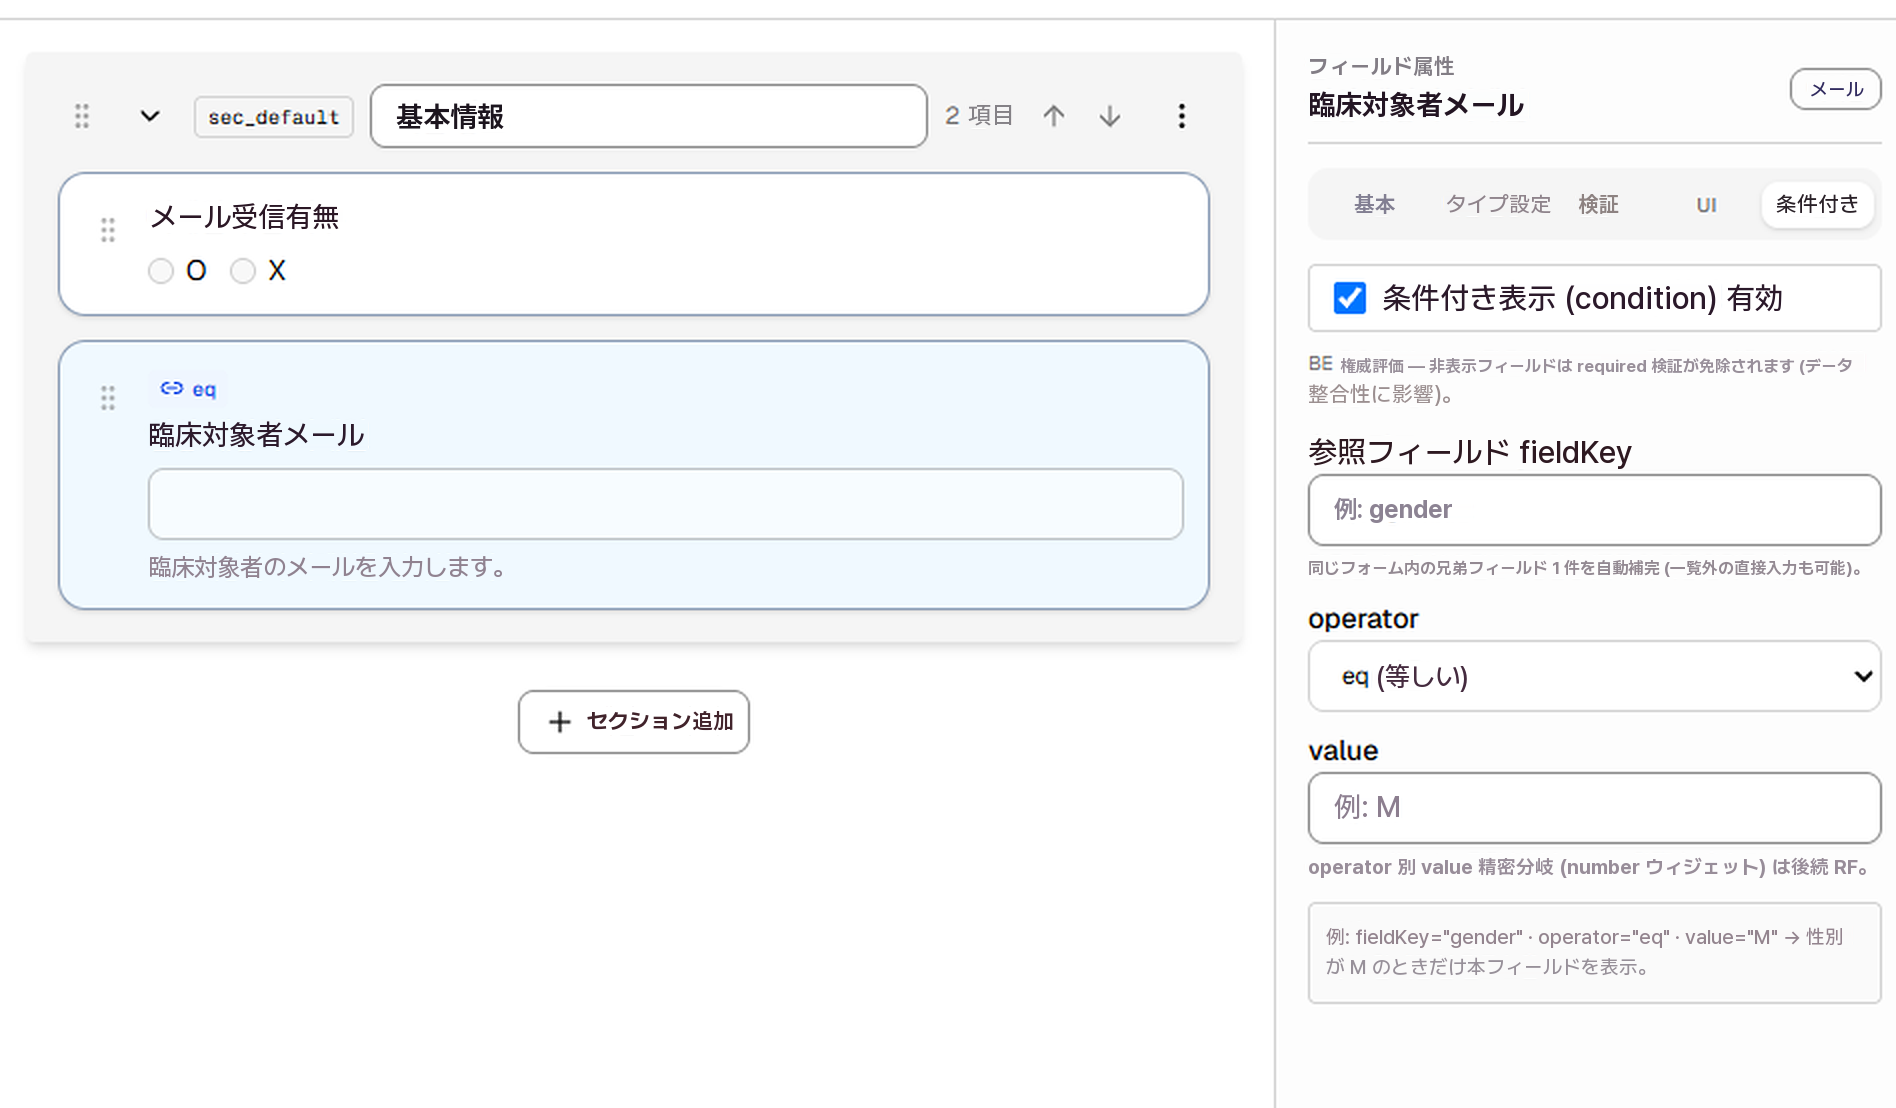 sec_default
基本情報
2 項目
メール受信有無
O X
eq
臨床対象者メール
臨床対象者のメールを入力します。
セクション追加
フィールド属性
臨床対象者メール
メール
基本 タイプ設定 検証 UI 条件付き
条件付き表示 (condition) 有効
BE 権威評価 — 非表示フィールドは required 検証が免除されます (データ
整合性に影響)。
参照フィールド fieldKey
例: gender
同じフォーム内の兄弟フィールド 1 件を自動補完 (一覧外の直接入力も可能)。
operator
eq (等しい)
value
例: M
operator 別 value 精密分岐 (number ウィジェット) は後続 RF。
例: fieldKey="gender" · operator="eq" · value="M" → 性別
が M のときだけ本フィールドを表示。